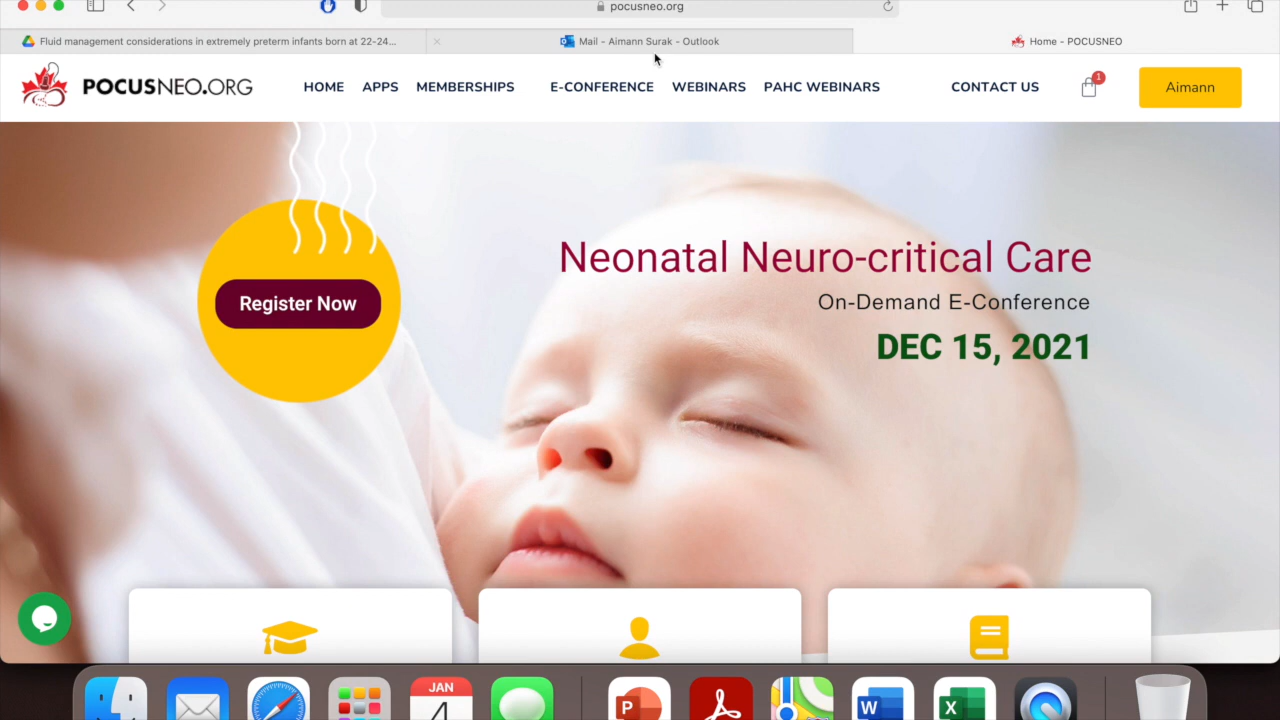 pocusneo.org
Fluid management considerations in extremely preterm infants born at 22-24...
Mail - Aimann Surak - Outlook
Home - POCUSNEO
POCUSNEO.ORG
HOME APPS MEMBERSHIPS E-CONFERENCE WEBINARS PAHC WEBINARS CONTACT US
1
Aimann
Register Now
Neonatal Neuro-critical Care
On-Demand E-Conference
DEC 15, 2021
JAN
4
P
W
X